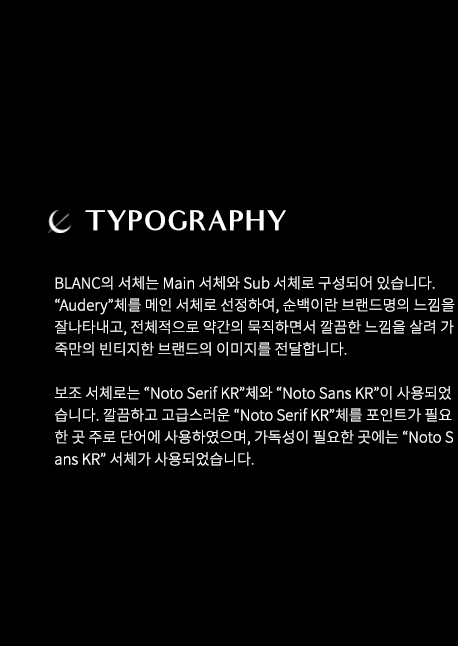 TYPOGRAPHY
BLANC의 서체는 Main 서체와 Sub 서체로 구성되어 있습니다.
“Audery”체를 메인 서체로 선정하여, 순백이란 브랜드명의 느낌을
잘나타내고, 전체적으로 약간의 묵직하면서 깔끔한 느낌을 살려 가
죽만의 빈티지한 브랜드의 이미지를 전달합니다.
보조 서체로는 “Noto Serif KR”체와 “Noto Sans KR”이 사용되었
습니다. 깔끔하고 고급스러운 “Noto Serif KR”체를 포인트가 필요
한 곳 주로 단어에 사용하였으며, 가독성이 필요한 곳에는 “Noto S
ans KR” 서체가 사용되었습니다.